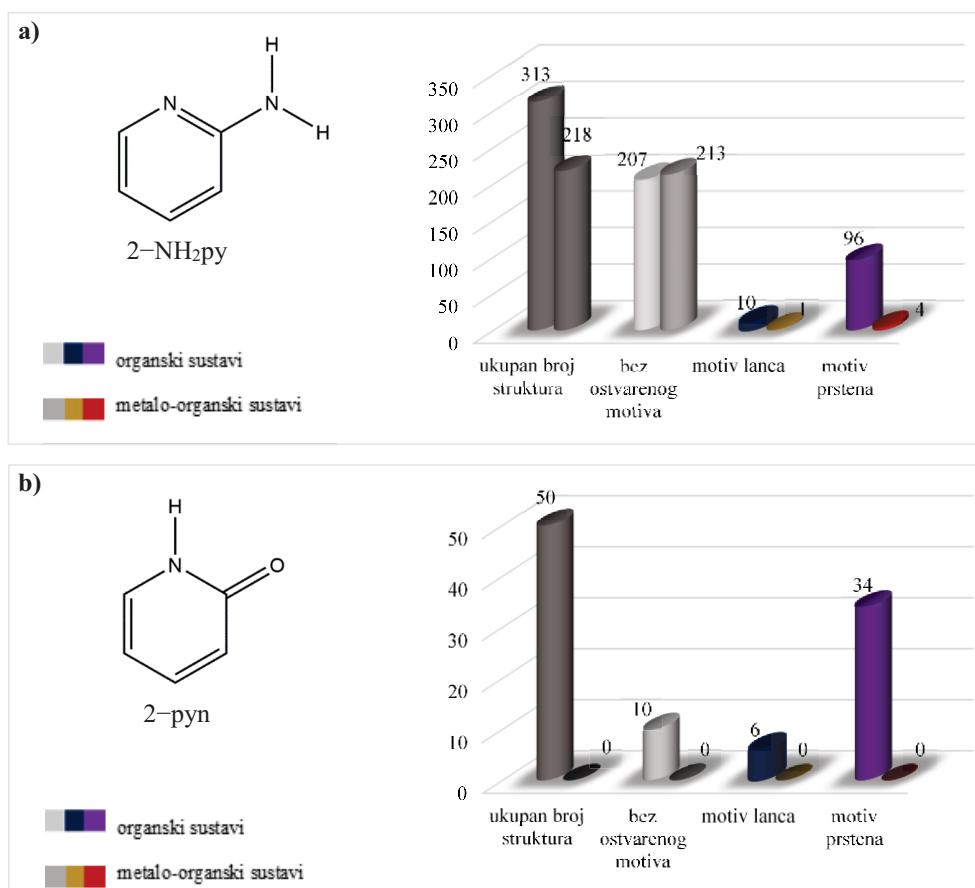 a)
H
N
N
H
2−NH₂py
organski sustavi
metalo-organski sustavi
350
300
250
200
150
100
50
0
313
218
207
213
10
1
96
4
ukupan broj
struktura
bez
ostvarenog
motiva
motiv lanca
motiv
prstena
b)
H
N
O
2−pyn
organski sustavi
metalo-organski sustavi
50
40
30
20
10
0
50
0
10
0
6
0
34
0
ukupan broj
struktura
bez
ostvarenog
motiva
motiv lanca
motiv
prstena